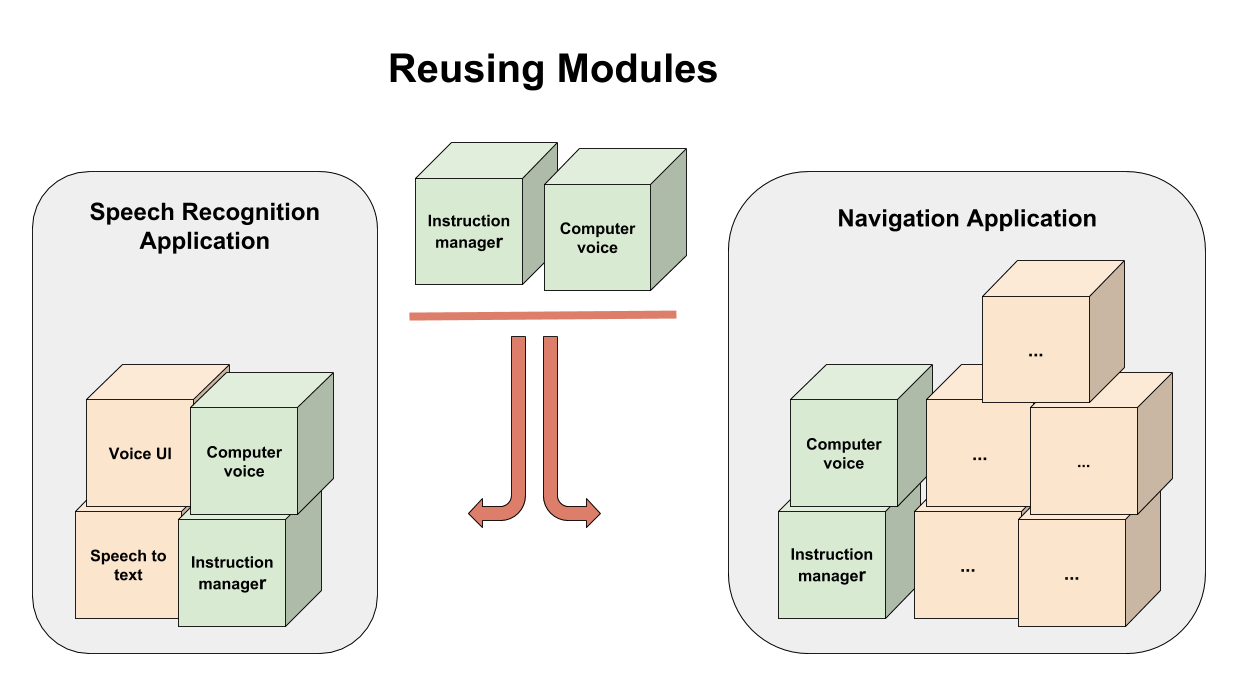 Reusing Modules
Speech Recognition
Application
Voice UI
Computer
voice
Speech to
text
Instruction
manager
Instruction
manager
Computer
voice
Navigation Application
...
Computer
voice
...
...
Instruction
manager
...
...